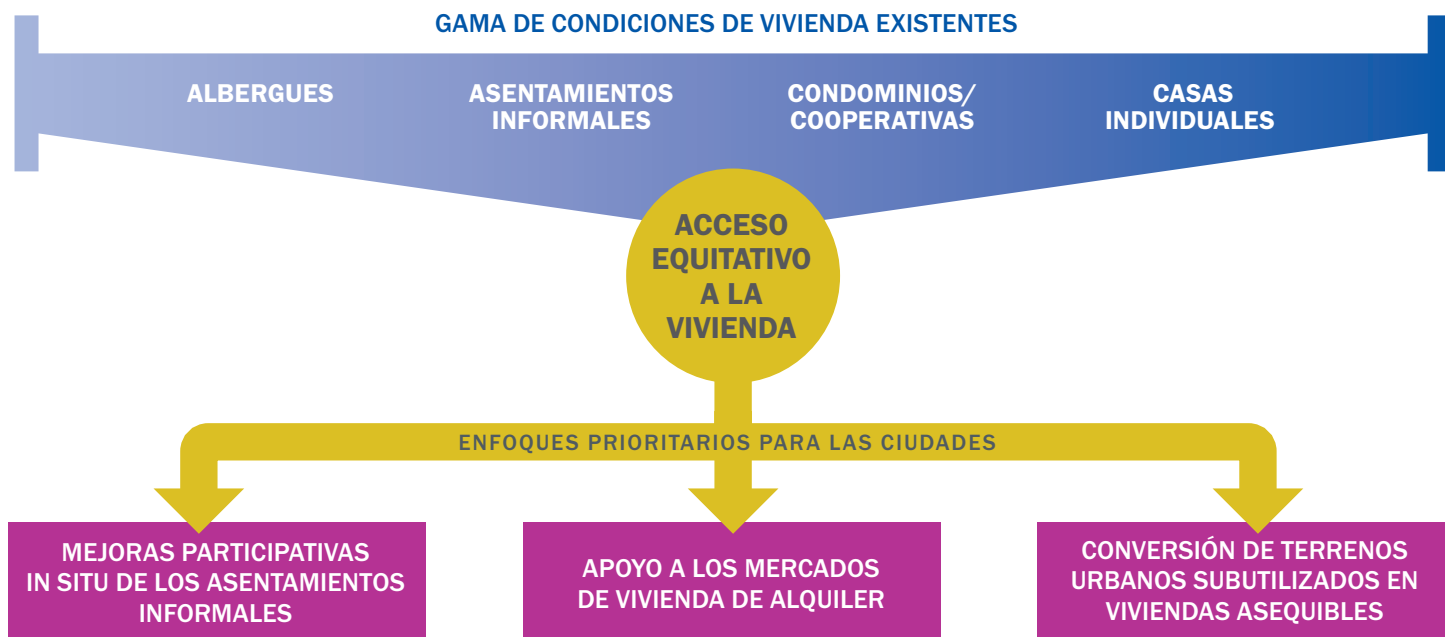 GAMA DE CONDICIONES DE VIVIENDA EXISTENTES
ALBERGUES
ASENTAMIENTOS
INFORMALES
CONDOMINIOS/
COOPERATIVAS
CASAS
INDIVIDUALES
ACCESO
EQUITATIVO
A LA
VIVIENDA
ENFOQUES PRIORITARIOS PARA LAS CIUDADES
MEJORAS PARTICIPATIVAS
IN SITU DE LOS ASENTAMIENTOS
INFORMALES
APOYO A LOS MERCADOS
DE VIVIENDA DE ALQUILER
CONVERSIÓN DE TERRENOS
URBANOS SUBUTILIZADOS EN
VIVIENDAS ASEQUIBLES